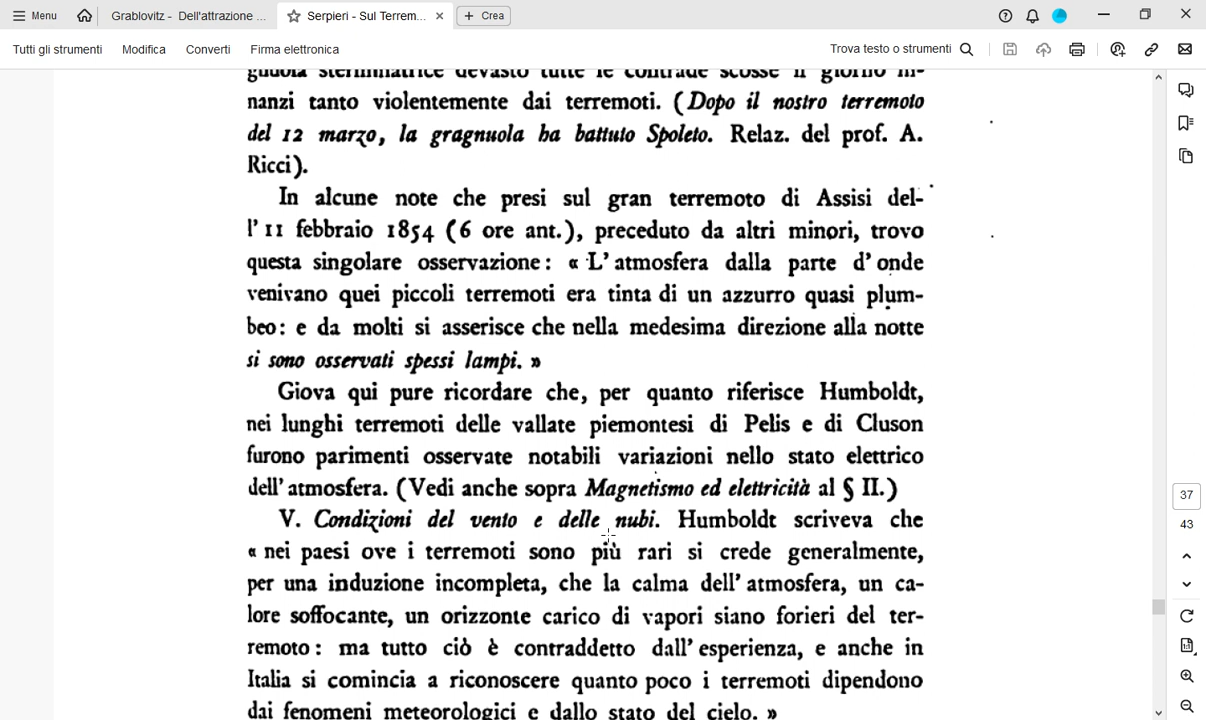 Menu
Grablovitz - Dell'attrazione ...
Serpieri - Sul Terrem...
Crea
Tutti gli strumenti
Modifica
Converti
Firma elettronica
Trova testo o strumenti
gnuola sterminatrice devastò tutte le contrade scosse il giorno in-
nanzi tanto violentemente dai terremoti. (Dopo il nostro terremoto
del 12 marzo, la gragnuola ha battuto Spoleto. Relaz. del prof. A.
Ricci).
In alcune note che presi sul gran terremoto di Assisi del-
l' 11 febbraio 1854 (6 ore ant.), preceduto da altri minori, trovo
questa singolare osservazione: « L' atmosfera dalla parte d' onde
venivano quei piccoli terremoti era tinta di un azzurro quasi plum-
beo: e da molti si asserisce che nella medesima direzione alla notte
si sono osservati spessi lampi. »
Giova qui pure ricordare che, per quanto riferisce Humboldt,
nei lunghi terremoti delle vallate piemontesi di Pelis e di Cluson
furono parimenti osservate notabili variazioni nello stato elettrico
dell' atmosfera. (Vedi anche sopra Magnetismo ed elettricità al § II.)
V. Condizioni del vento e delle nubi. Humboldt scriveva che
« nei paesi ove i terremoti sono più rari si crede generalmente,
per una induzione incompleta, che la calma dell' atmosfera, un ca-
lore soffocante, un orizzonte carico di vapori siano forieri del ter-
remoto: ma tutto ciò è contraddetto dall' esperienza, e anche in
Italia si comincia a riconoscere quanto poco i terremoti dipendono
dai fenomeni meteorologici e dallo stato del cielo. »
37
43